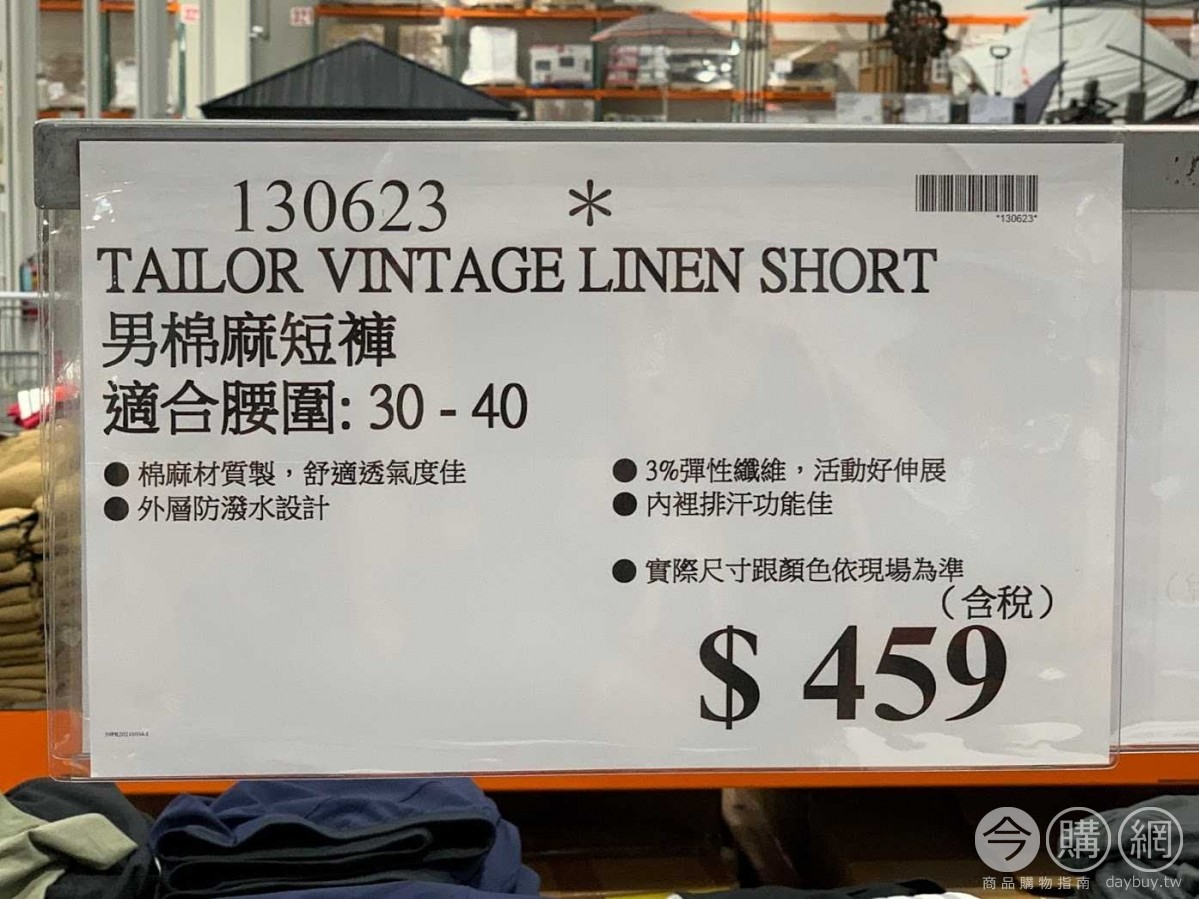 130623 *
*130623*
TAILOR VINTAGE LINEN SHORT
男棉麻短褲
適合腰圍: 30 - 40
● 棉麻材質製，舒適透氣度佳
● 外層防潑水設計
● 3%彈性纖維，活動好伸展
● 內裡排汗功能佳
● 實際尺寸跟顏色依現場為準
（含稅）
$ 459
今購網
商品購物指南 daybuy.tw